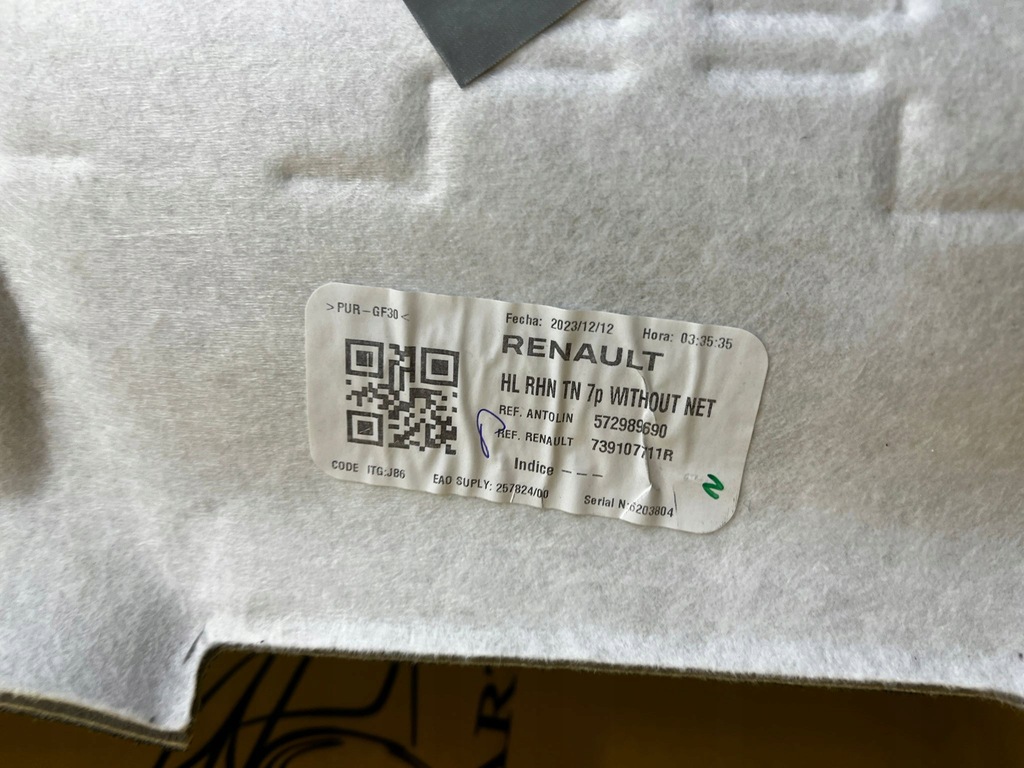 >PUR-GF30<
Fecha: 2023/12/12 Hora: 03:35:35
RENAULT
HL RHN TN 7p WITHOUT NET
REF. ANTOLIN 572989690
REF. RENAULT 739107711R
Indice ---
CODE ITG:J86 EAO SUPLY: 257824/00 Serial N:6203804